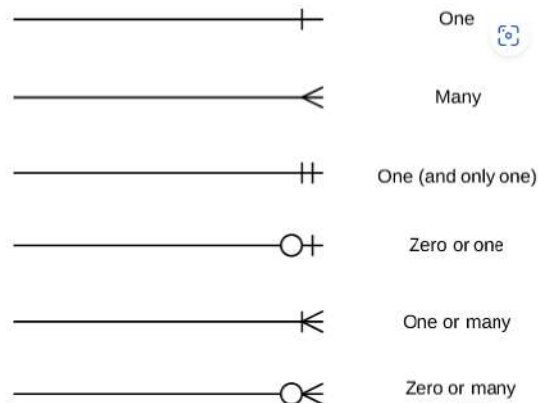 One
Many
One (and only one)
Zero or one
One or many
Zero or many